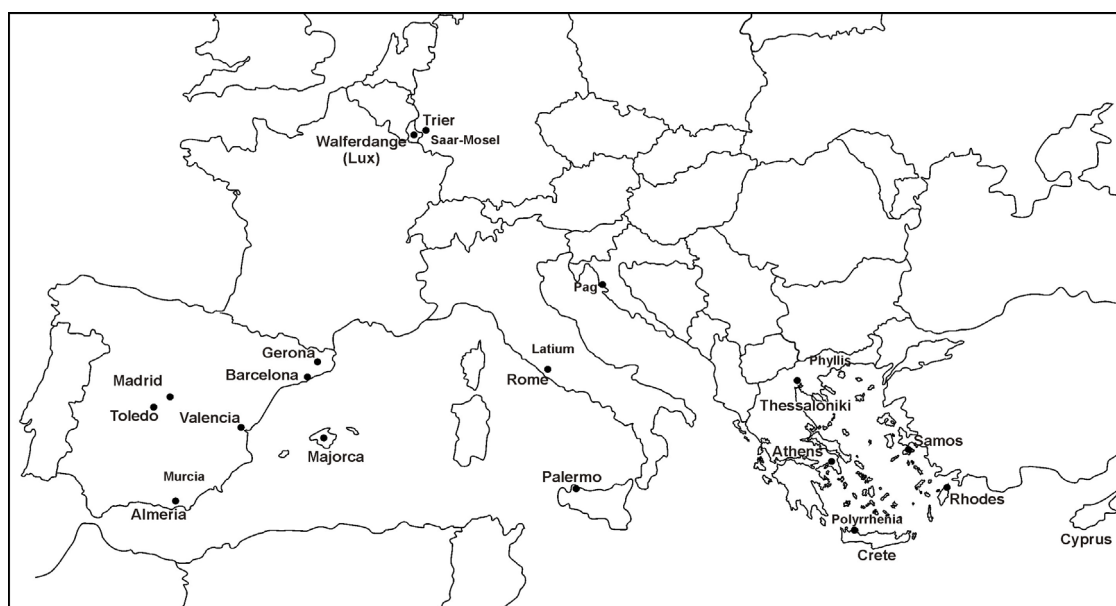 Trier
Walferdange
(Lux)
Saar-Mosel
Pag
Gerona
Barcelona
Latium
Rome
Phyllis
Madrid
Toledo
Valencia
Thessaloniki
Majorca
Athens
Samos
Murcia
Almeria
Palermo
Rhodes
Polyrrhenia
Crete
Cyprus